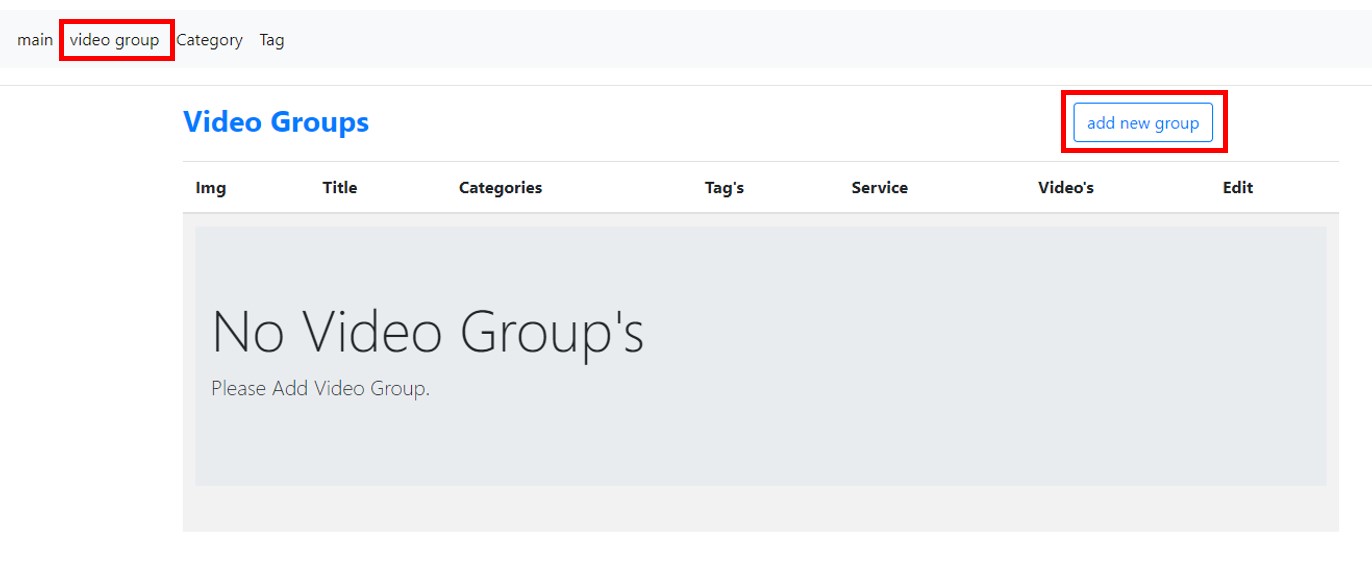 main video group Category Tag
Video Groups
add new group
Img Title Categories Tag's Service Video's Edit
No Video Group's
Please Add Video Group.